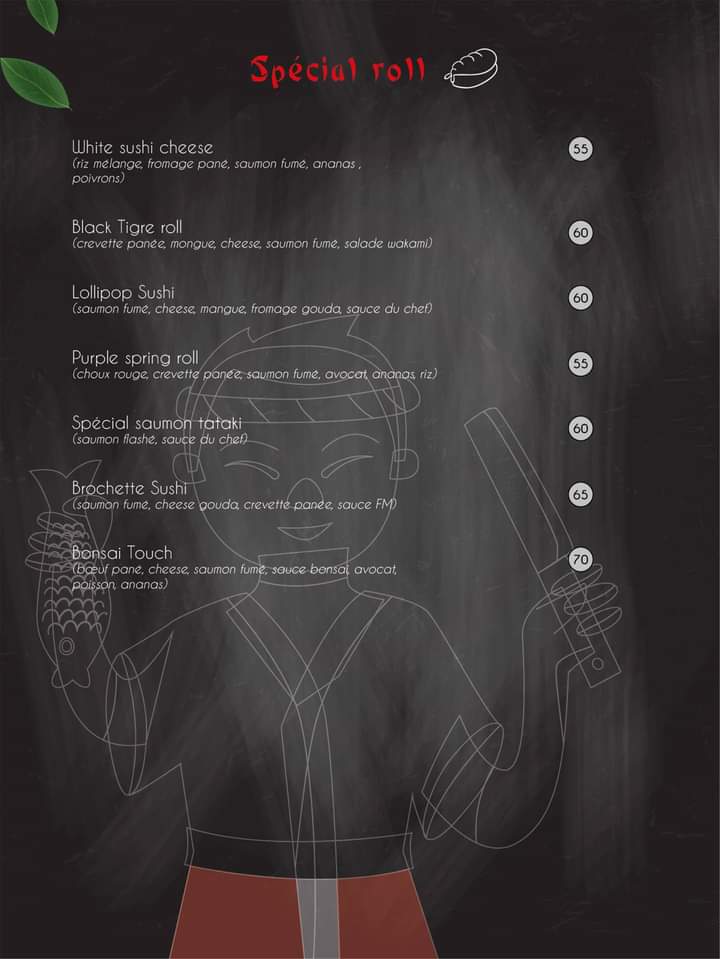 Spécial roll
White sushi cheese 55
(riz mélange, fromage pané, saumon fumé, ananas ,
poivrons)
Black Tigre roll 60
(crevette panée, mongue, cheese, saumon fumé, salade wakami)
Lollipop Sushi 60
(saumon fumé, cheese, mangue, fromage gouda, sauce du chef)
Purple spring roll 55
(choux rouge, crevette panée, saumon fumé, avocat, ananas, riz)
Spécial saumon tataki 60
(saumon flashé, sauce du chef)
Brochette Sushi 65
(saumon fumé, cheese gouda, crevette panée, sauce FM)
Bonsai Touch 70
(bœuf pané, cheese, saumon fumé, sauce bonsai, avocat,
poisson, ananas)